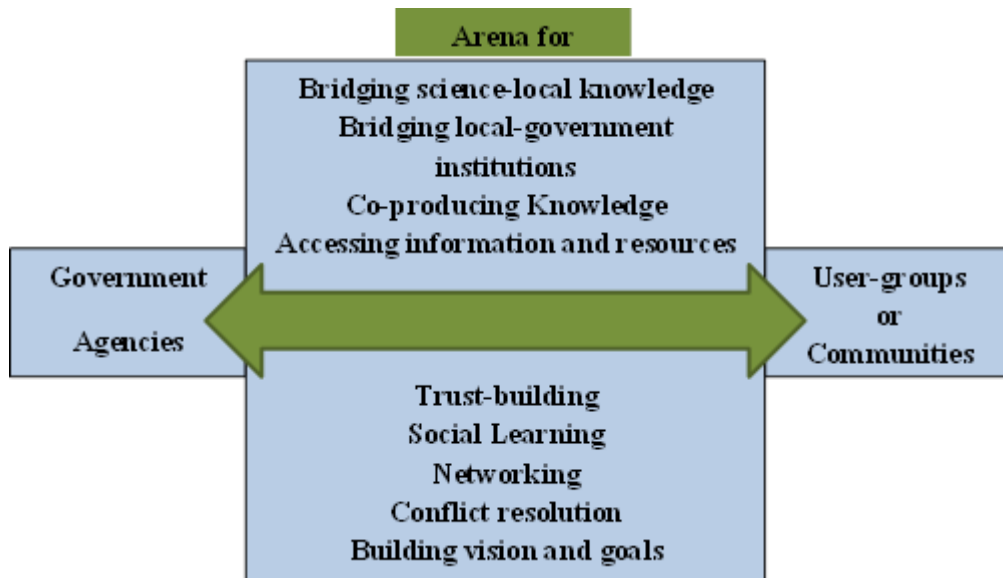 Arena for
Bridging science-local knowledge
Bridging local-government
institutions
Co-producing Knowledge
Accessing information and resources
Government
Agencies
User-groups
or
Communities
Trust-building
Social Learning
Networking
Conflict resolution
Building vision and goals